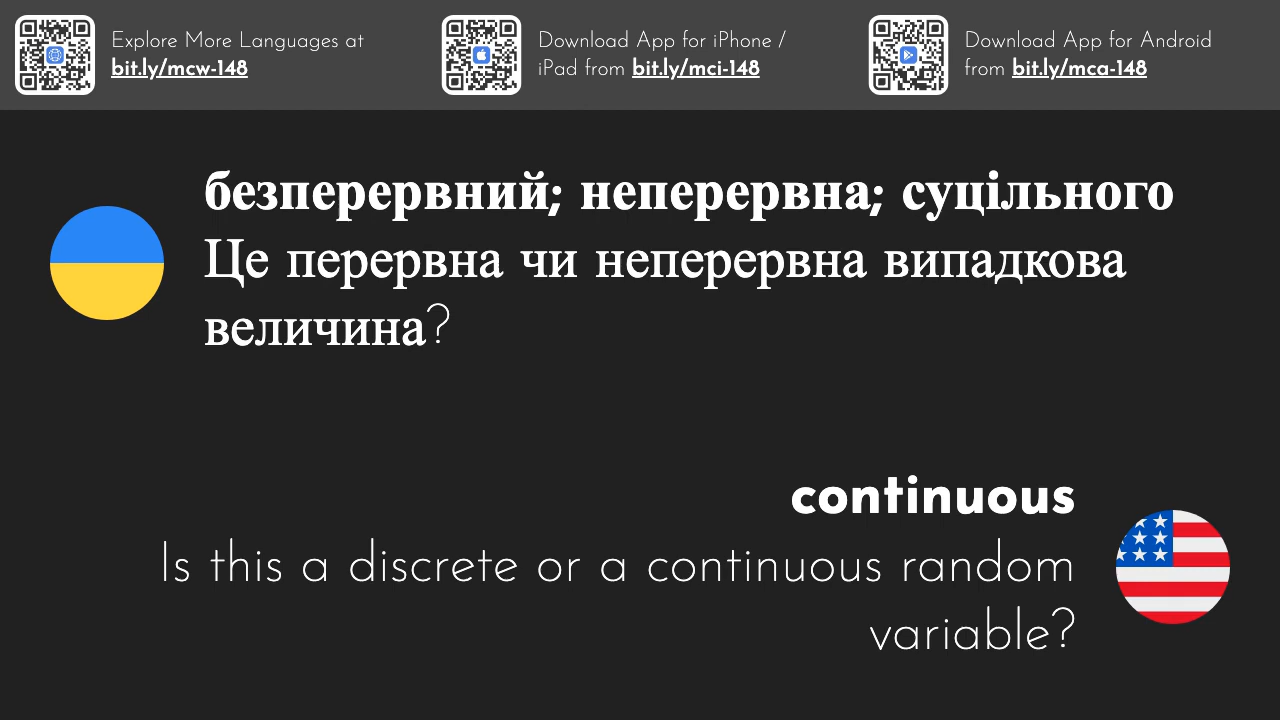 Explore More Languages at
bit.ly/mcw-148
Download App for iPhone /
iPad from bit.ly/mci-148
Download App for Android
from bit.ly/mca-148
безперервний; неперервна; суцільного
Це перервна чи неперервна випадкова
величина?
continuous
Is this a discrete or a continuous random
variable?